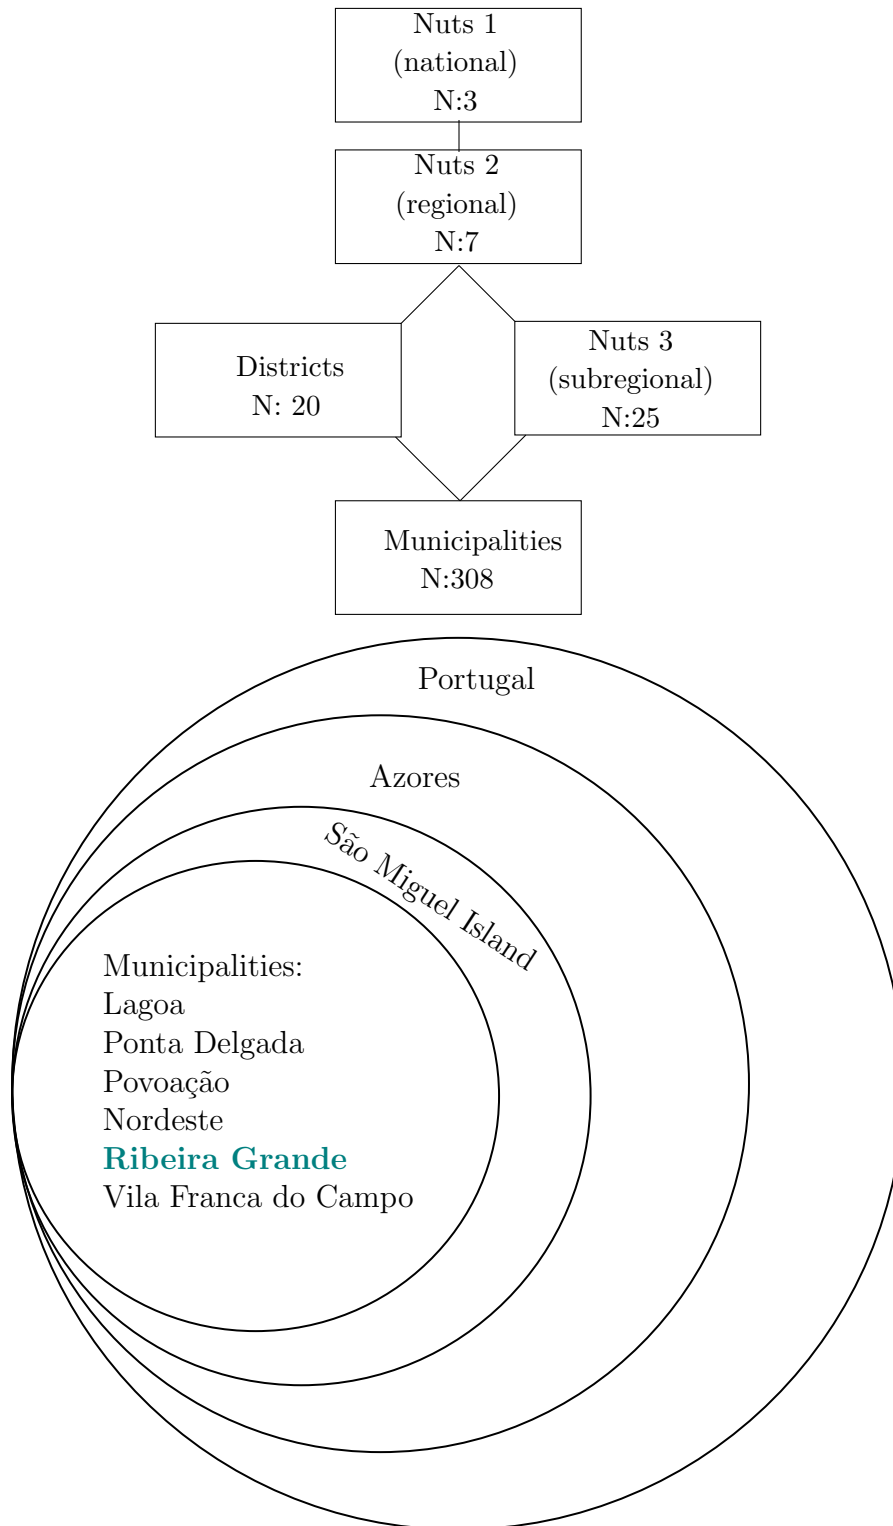 Nuts 1
(national)
N:3
Nuts 2
(regional)
N:7
Districts
N: 20
Nuts 3
(subregional)
N:25
Municipalities
N:308
Portugal
Azores
São Miguel Island
Municipalities:
Lagoa
Ponta Delgada
Povoação
Nordeste
Ribeira Grande
Vila Franca do Campo